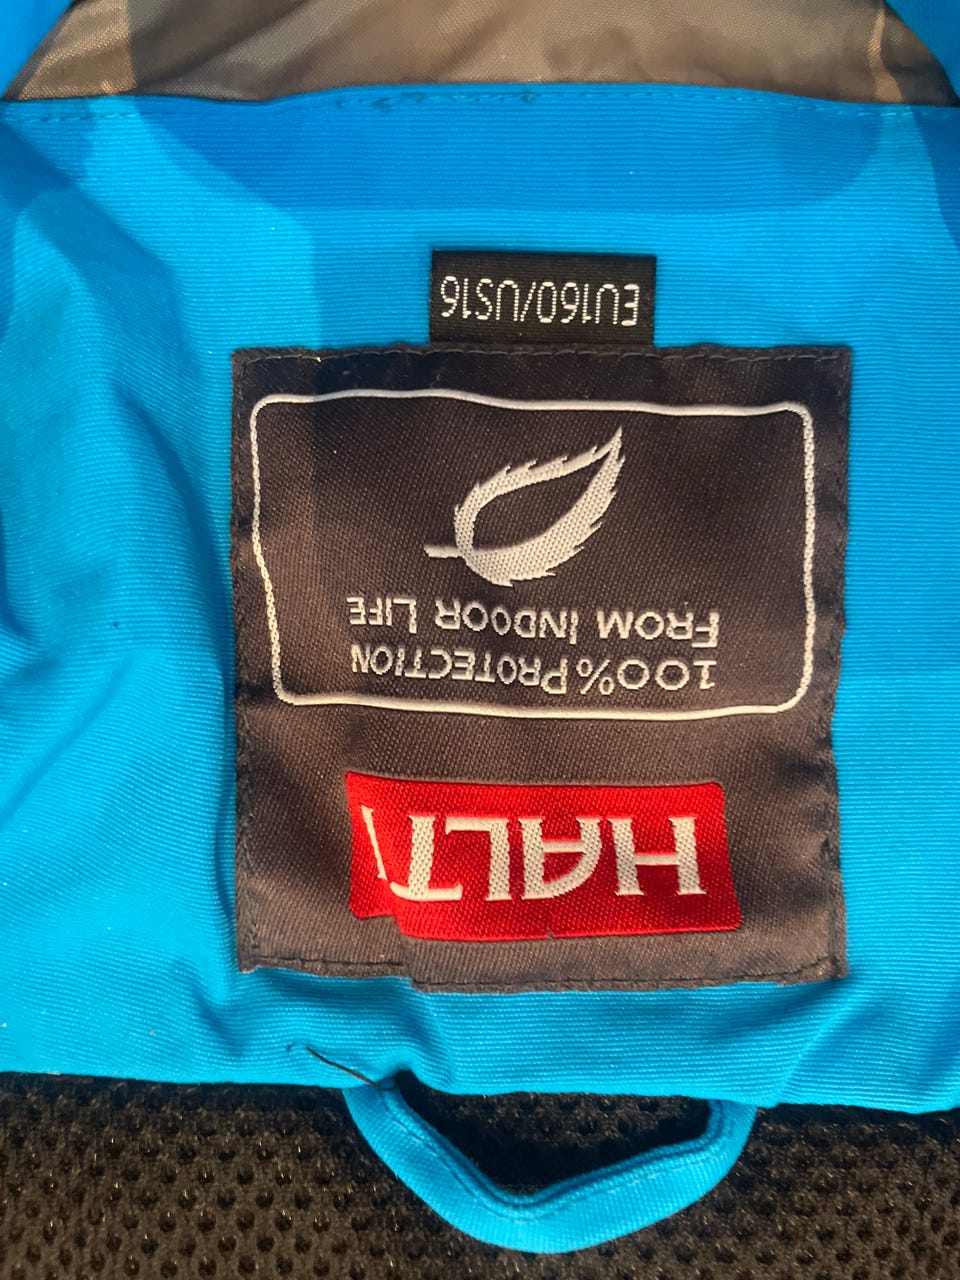 HALTI
100% PROTECTION
FROM INDOOR LIFE
EU160/US16